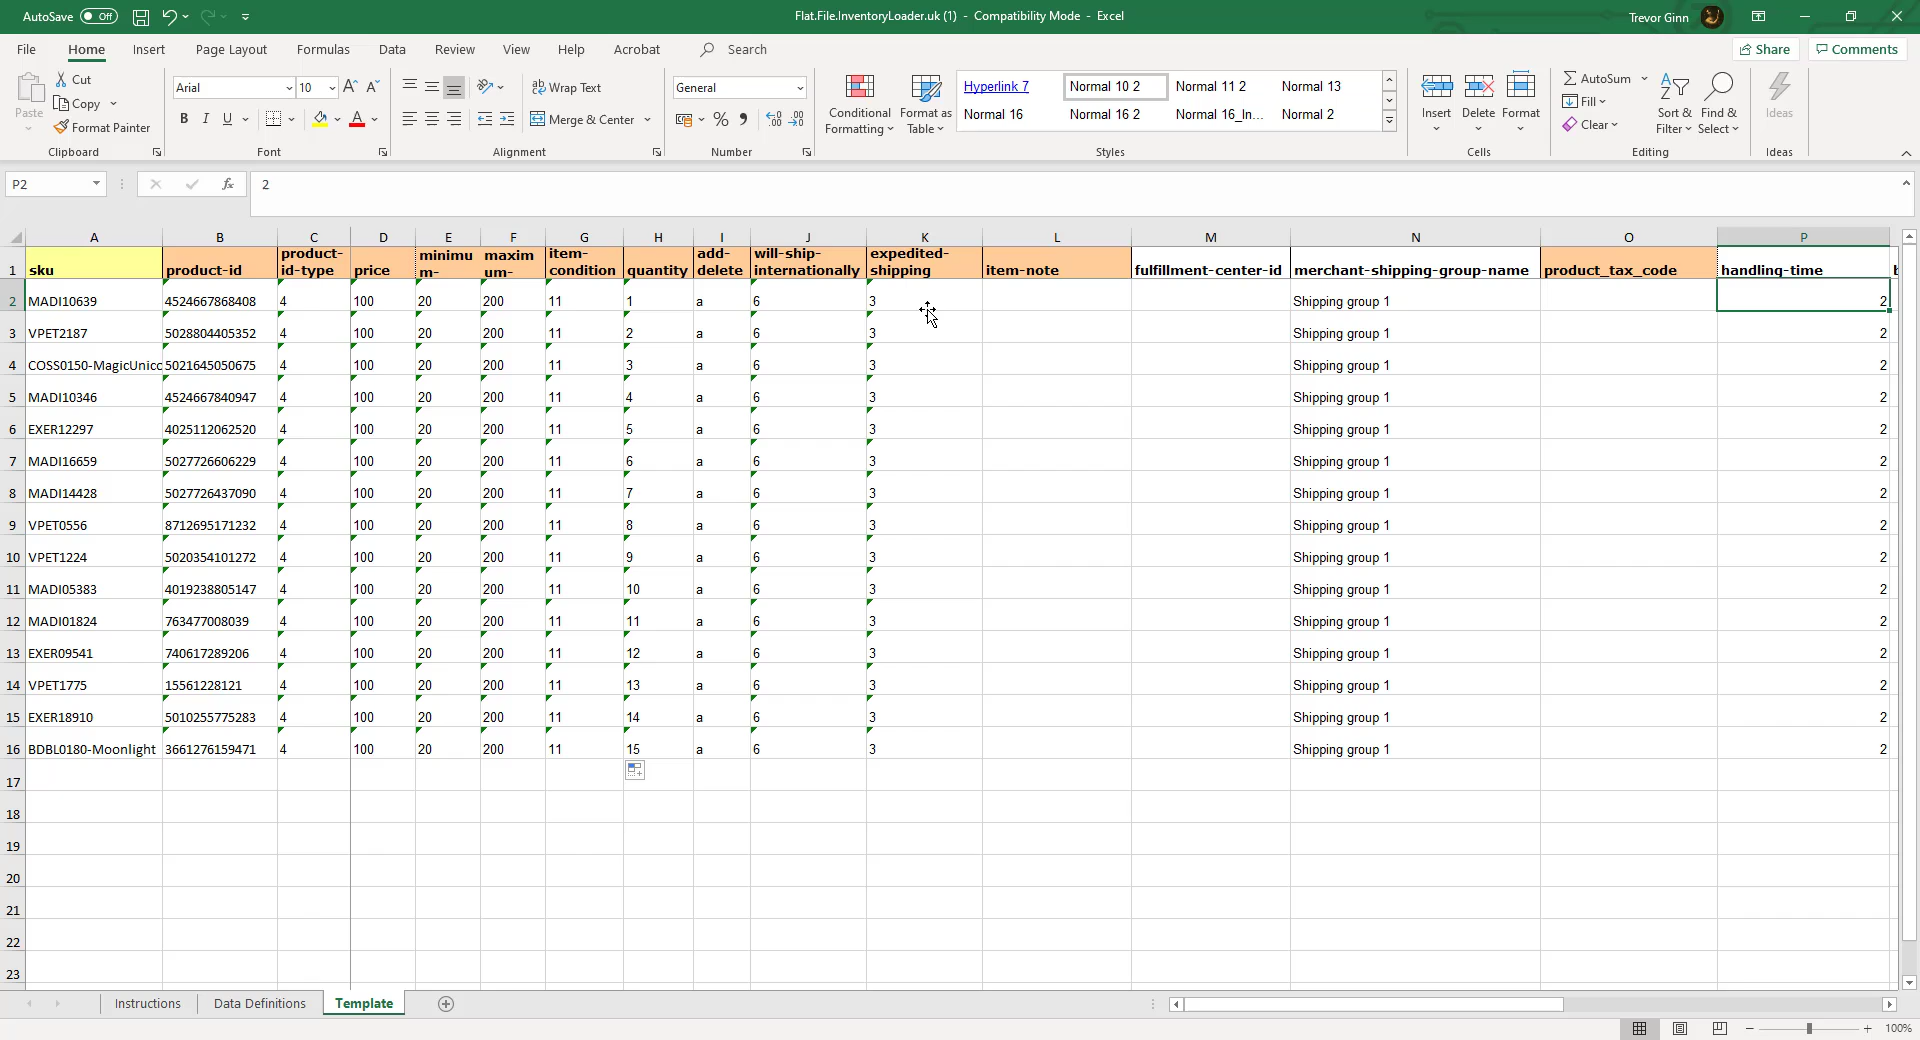 AutoSave Off Flat.File.InventoryLoader.uk (1) - Compatibility Mode - Excel Trevor Ginn
File Home Insert Page Layout Formulas Data Review View Help Acrobat Search Share Comments
Paste Cut Copy Format Painter
Clipboard
Arial 10 A A
B I U A
Font
Wrap Text
Merge & Center
Alignment
General
% ,
Number
Conditional Formatting Format as Table
Hyperlink 7 Normal 10 2 Normal 11 2 Normal 13
Normal 16 Normal 16 2 Normal 16_In... Normal 2
Styles
Insert Delete Format
Cells
AutoSum Fill Clear
Sort & Filter Find & Select
Editing
Ideas
Ideas
P2 fx 2
A B C D E F G H I J K L M N O P
1 sku product-id product-id-type price minimum- maximum- item-condition quantity add-delete will-ship-internationally expedited-shipping item-note fulfillment-center-id merchant-shipping-group-name product_tax_code handling-time
2 MADI10639 4524667868408 4 100 20 200 11 1 a 6 3 Shipping group 1 2
3 VPET2187 5028804405352 4 100 20 200 11 2 a 6 3 Shipping group 1 2
4 COSS0150-MagicUnico 5021645050675 4 100 20 200 11 3 a 6 3 Shipping group 1 2
5 MADI10346 4524667840947 4 100 20 200 11 4 a 6 3 Shipping group 1 2
6 EXER12297 4025112062520 4 100 20 200 11 5 a 6 3 Shipping group 1 2
7 MADI16659 5027726606229 4 100 20 200 11 6 a 6 3 Shipping group 1 2
8 MADI14428 5027726437090 4 100 20 200 11 7 a 6 3 Shipping group 1 2
9 VPET0556 8712695171232 4 100 20 200 11 8 a 6 3 Shipping group 1 2
10 VPET1224 5020354101272 4 100 20 200 11 9 a 6 3 Shipping group 1 2
11 MADI05383 4019238805147 4 100 20 200 11 10 a 6 3 Shipping group 1 2
12 MADI01824 763477008039 4 100 20 200 11 11 a 6 3 Shipping group 1 2
13 EXER09541 740617289206 4 100 20 200 11 12 a 6 3 Shipping group 1 2
14 VPET1775 15561228121 4 100 20 200 11 13 a 6 3 Shipping group 1 2
15 EXER18910 5010255775283 4 100 20 200 11 14 a 6 3 Shipping group 1 2
16 BDBL0180-Moonlight 3661276159471 4 100 20 200 11 15 a 6 3 Shipping group 1 2
17
18
19
20
21
22
23
Instructions Data Definitions Template
100%